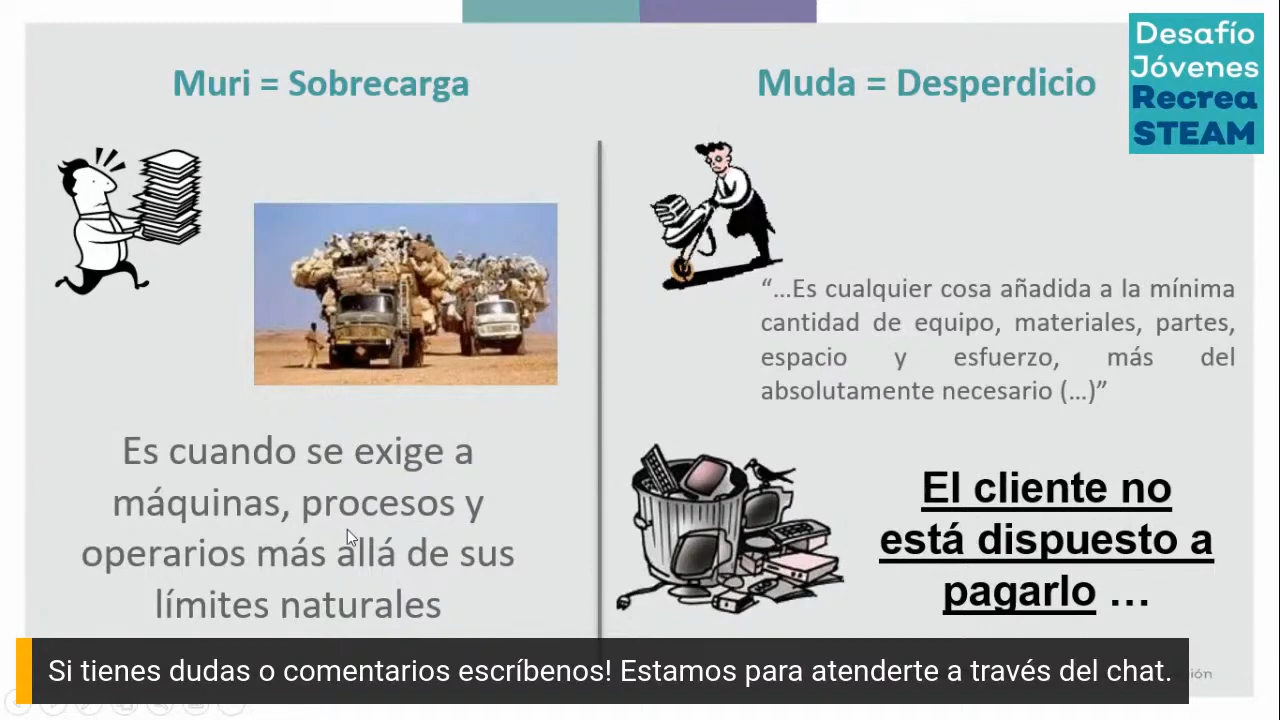 Muri = Sobrecarga
Es cuando se exige a
máquinas, procesos y
operarios más allá de sus
límites naturales
Muda = Desperdicio
“...Es cualquier cosa añadida a la mínima
cantidad de equipo, materiales, partes,
espacio y esfuerzo, más del
absolutamente necesario (...)”
El cliente no
está dispuesto a
pagarlo ...
Desafío
Jóvenes
Recrea
STEAM
Si tienes dudas o comentarios escríbenos! Estamos para atenderte a través del chat.